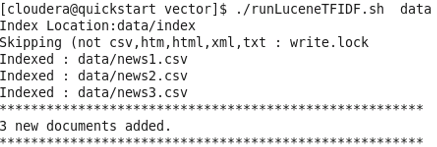 [cloudera@quickstart vector]$ ./runLuceneTFIDF.sh  data
Index Location:data/index
Skipping (not csv,htm,html,xml,txt : write.lock
Indexed : data/news1.csv
Indexed : data/news2.csv
Indexed : data/news3.csv
******************************************************
3 new documents added.
******************************************************